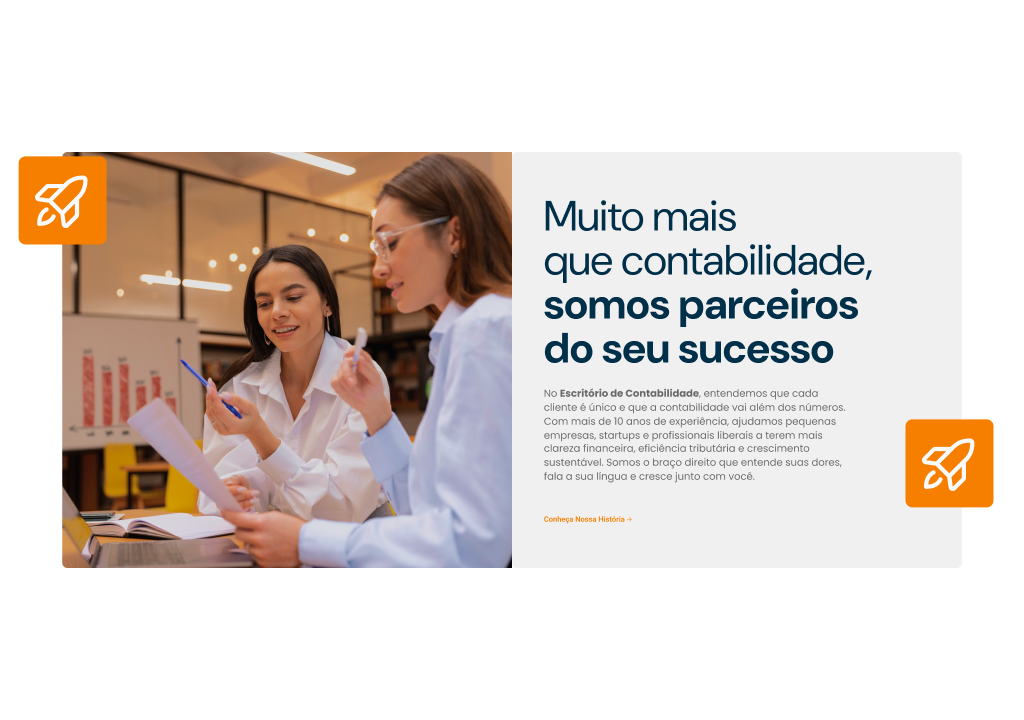 Muito mais
que contabilidade,
somos parceiros
do seu sucesso
No Escritório de Contabilidade, entendemos que cada
cliente é único e que a contabilidade vai além dos números.
Com mais de 10 anos de experiência, ajudamos pequenas
empresas, startups e profissionais liberais a terem mais
clareza financeira, eficiência tributária e crescimento
sustentável. Somos o braço direito que entende suas dores,
fala a sua língua e cresce junto com você.
Conheça Nossa História →